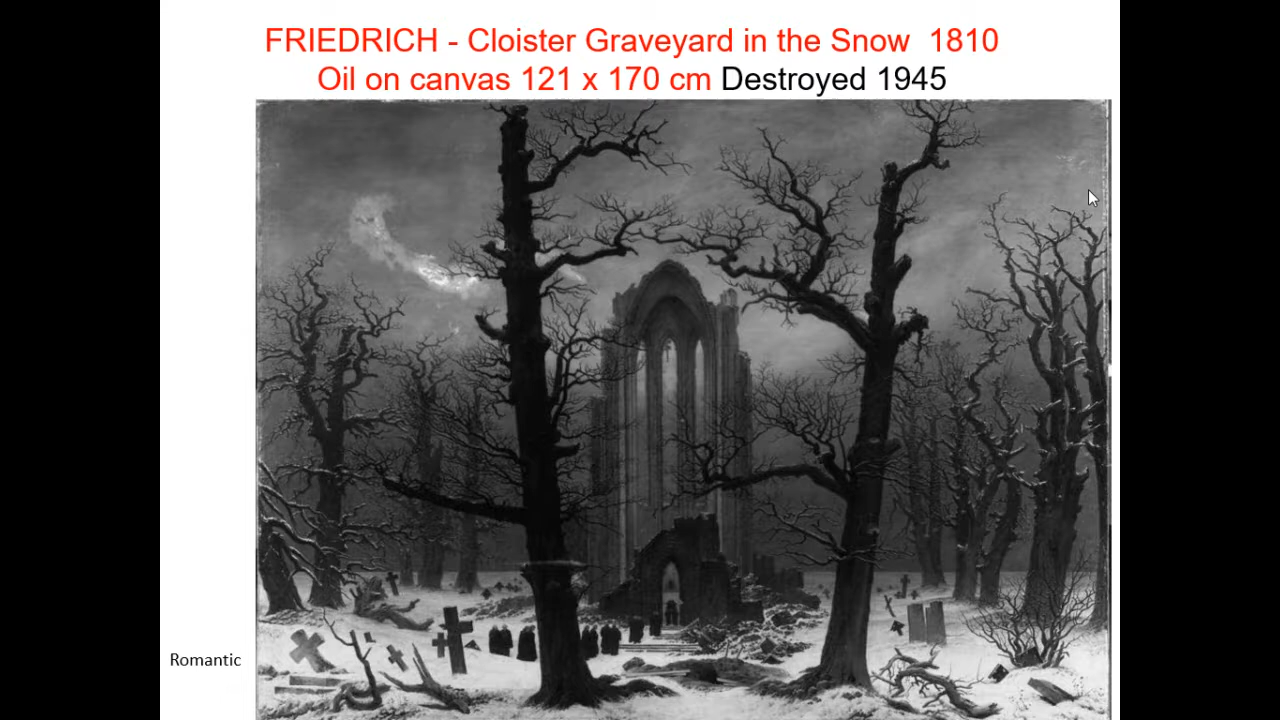 FRIEDRICH - Cloister Graveyard in the Snow  1810
Oil on canvas 121 x 170 cm Destroyed 1945
Romantic